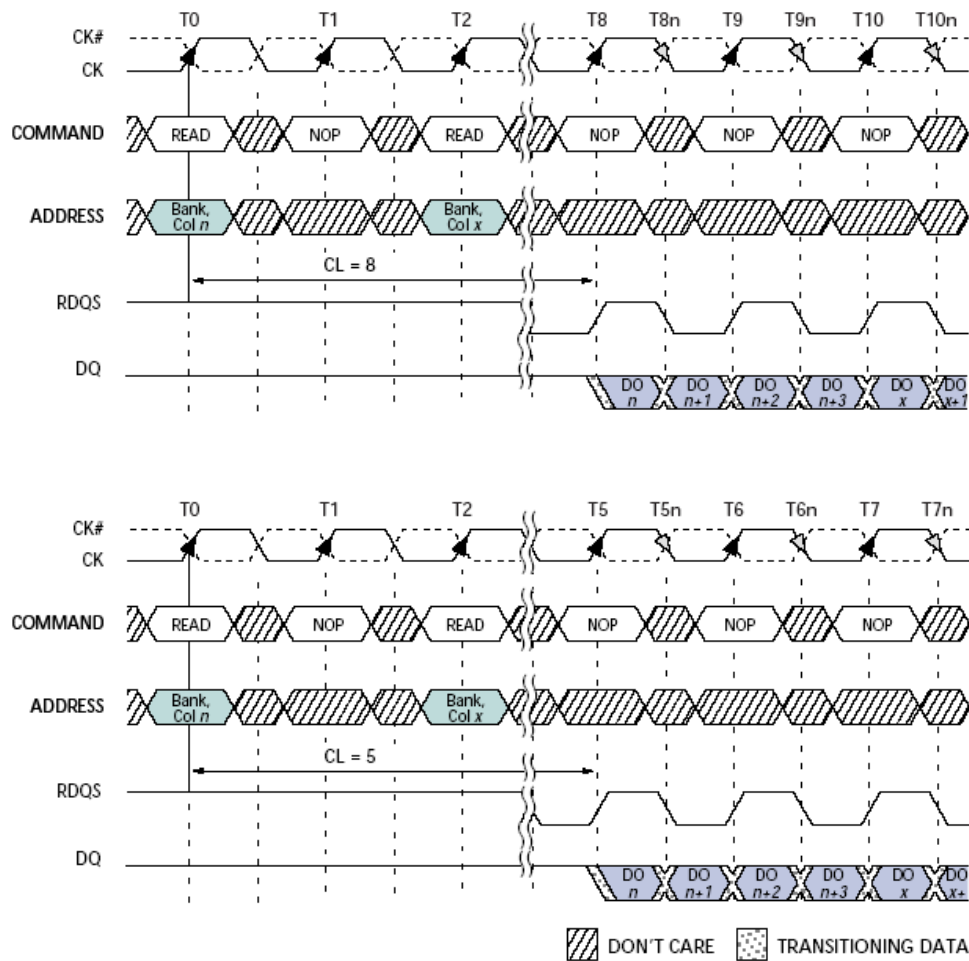 T0 T1 T2 T8 T8n T9 T9n T10 T10n
CK#
CK
COMMAND READ NOP READ NOP NOP NOP
ADDRESS Bank, Col n Bank, Col x
CL = 8
RDQS
DQ
DO n DO n+1 DO n+2 DO n+3 DO x DO x+1
T0 T1 T2 T5 T5n T6 T6n T7 T7n
CK#
CK
COMMAND READ NOP READ NOP NOP NOP
ADDRESS Bank, Col n Bank, Col x
CL = 5
RDQS
DQ
DO n DO n+1 DO n+2 DO n+3 DO x DO x+
DON'T CARE TRANSITIONING DATA